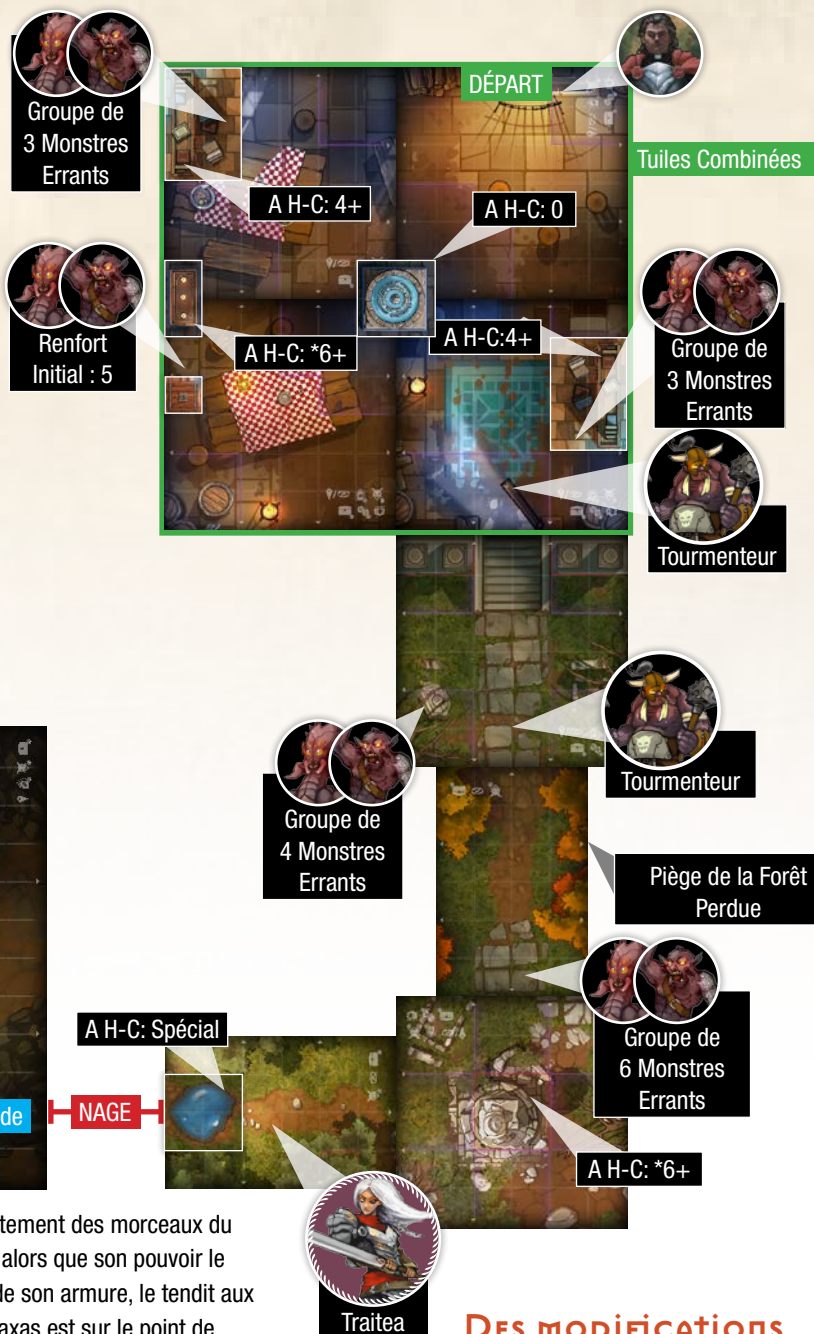 Groupe de
3 Monstres
Errants
DÉPART
Tuiles Combinées
A H-C: 4+
A H-C: 0
Renfort
Initial : 5
A H-C: *6+
A H-C:4+
Groupe de
3 Monstres
Errants
Tourmenteur
Tourmenteur
Groupe de
4 Monstres
Errants
Piège de la Forêt
Perdue
Groupe de
6 Monstres
Errants
A H-C: Spécial
de
NAGE
A H-C: *6+
tement des morceaux du
alors que son pouvoir le
de son armure, le tendit aux
axas est sur le point de
Traitea
Des modifications